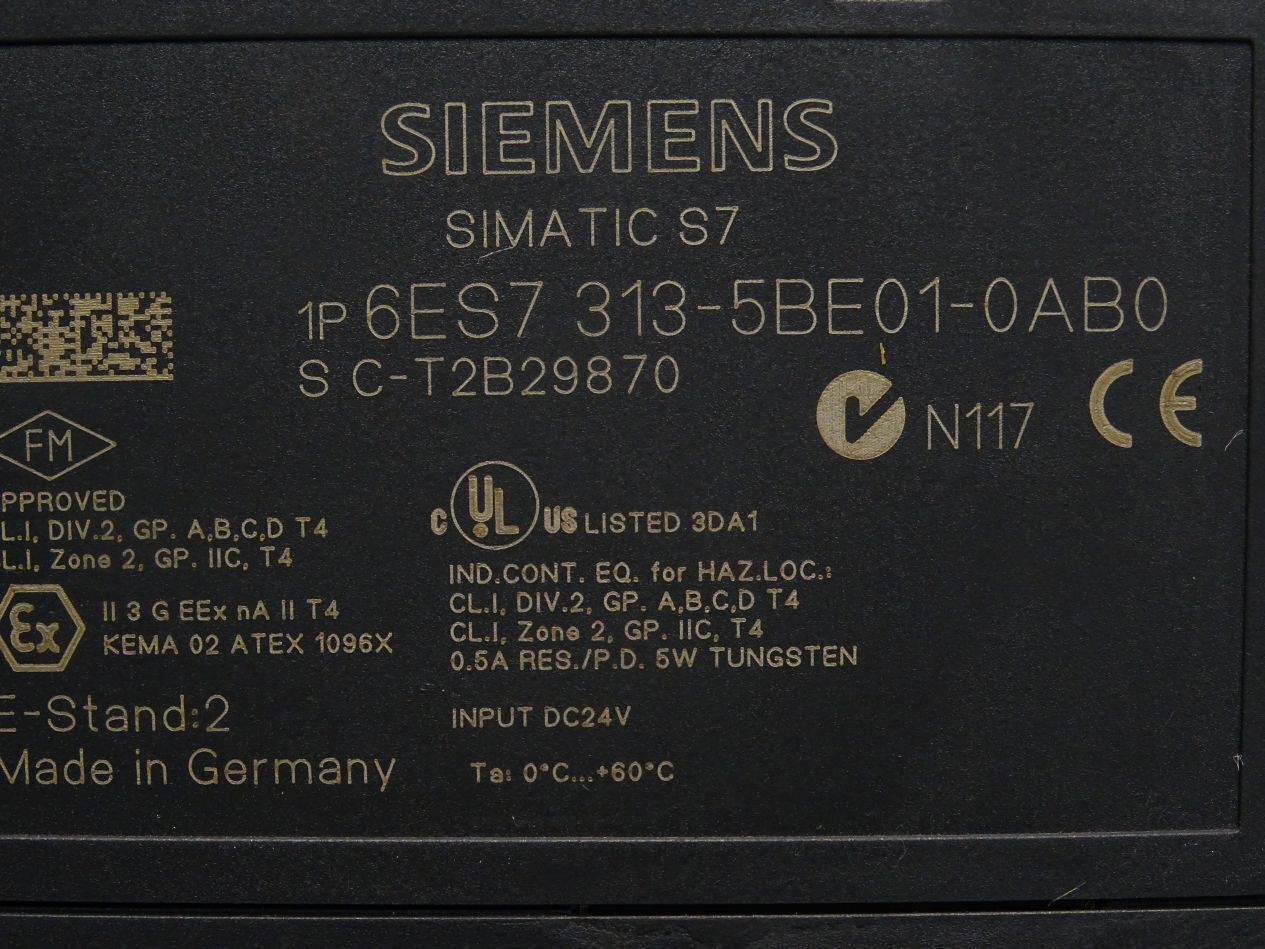 SIEMENS
SIMATIC S7
1P 6ES7 313-5BE01-0AB0
S C-T2B29870
N117
CE
FM
PPROVED
L.I, DIV.2, GP. A,B,C,D T4
L.I, Zone 2, GP. IIC, T4
Ex
II 3 G EEx nA II T4
KEMA 02 ATEX 1096X
E-Stand:2
Made in Germany
C UL US LISTED 3DA1
IND.CONT. EQ. for HAZ.LOC.:
CL.I, DIV.2, GP. A,B,C,D T4
CL.I, Zone 2, GP. IIC, T4
0.5A RES./P.D. 5W TUNGSTEN
INPUT DC24V
Ta: 0°C...+60°C